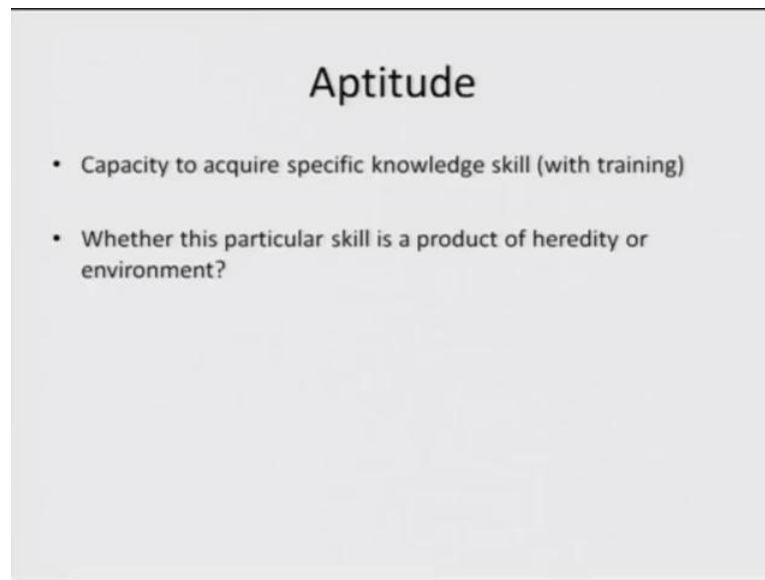 Aptitude
• Capacity to acquire specific knowledge skill (with training)
• Whether this particular skill is a product of heredity or
environment?